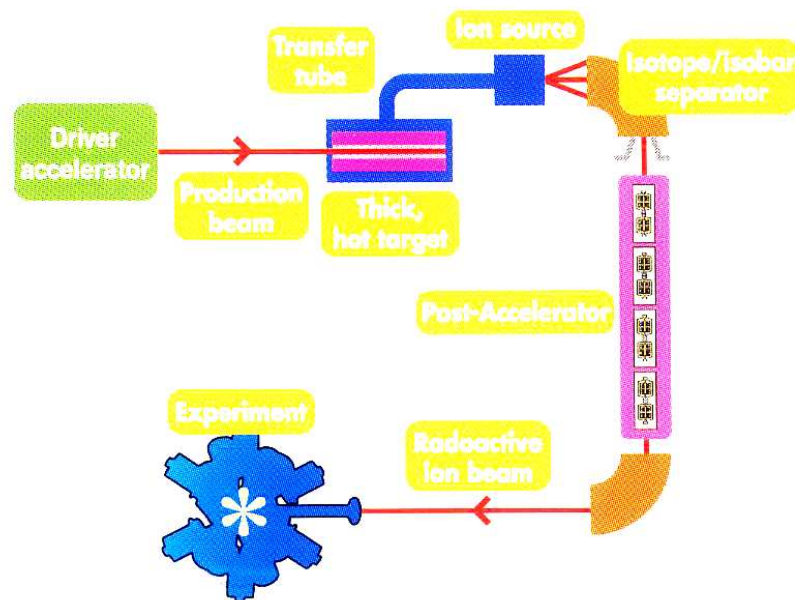 Ion source
Transfer
tube
Isotope/isobar
separator
Driver
accelerator
Production
beam
Thick,
hot target
Post-Accelerator
Experiment
Radoactive
ion beam